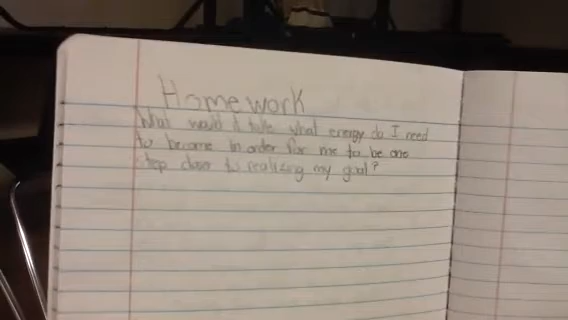 Homework
What would it take what energy do I need
to become in order for me to be one
step closer to realizing my goal?